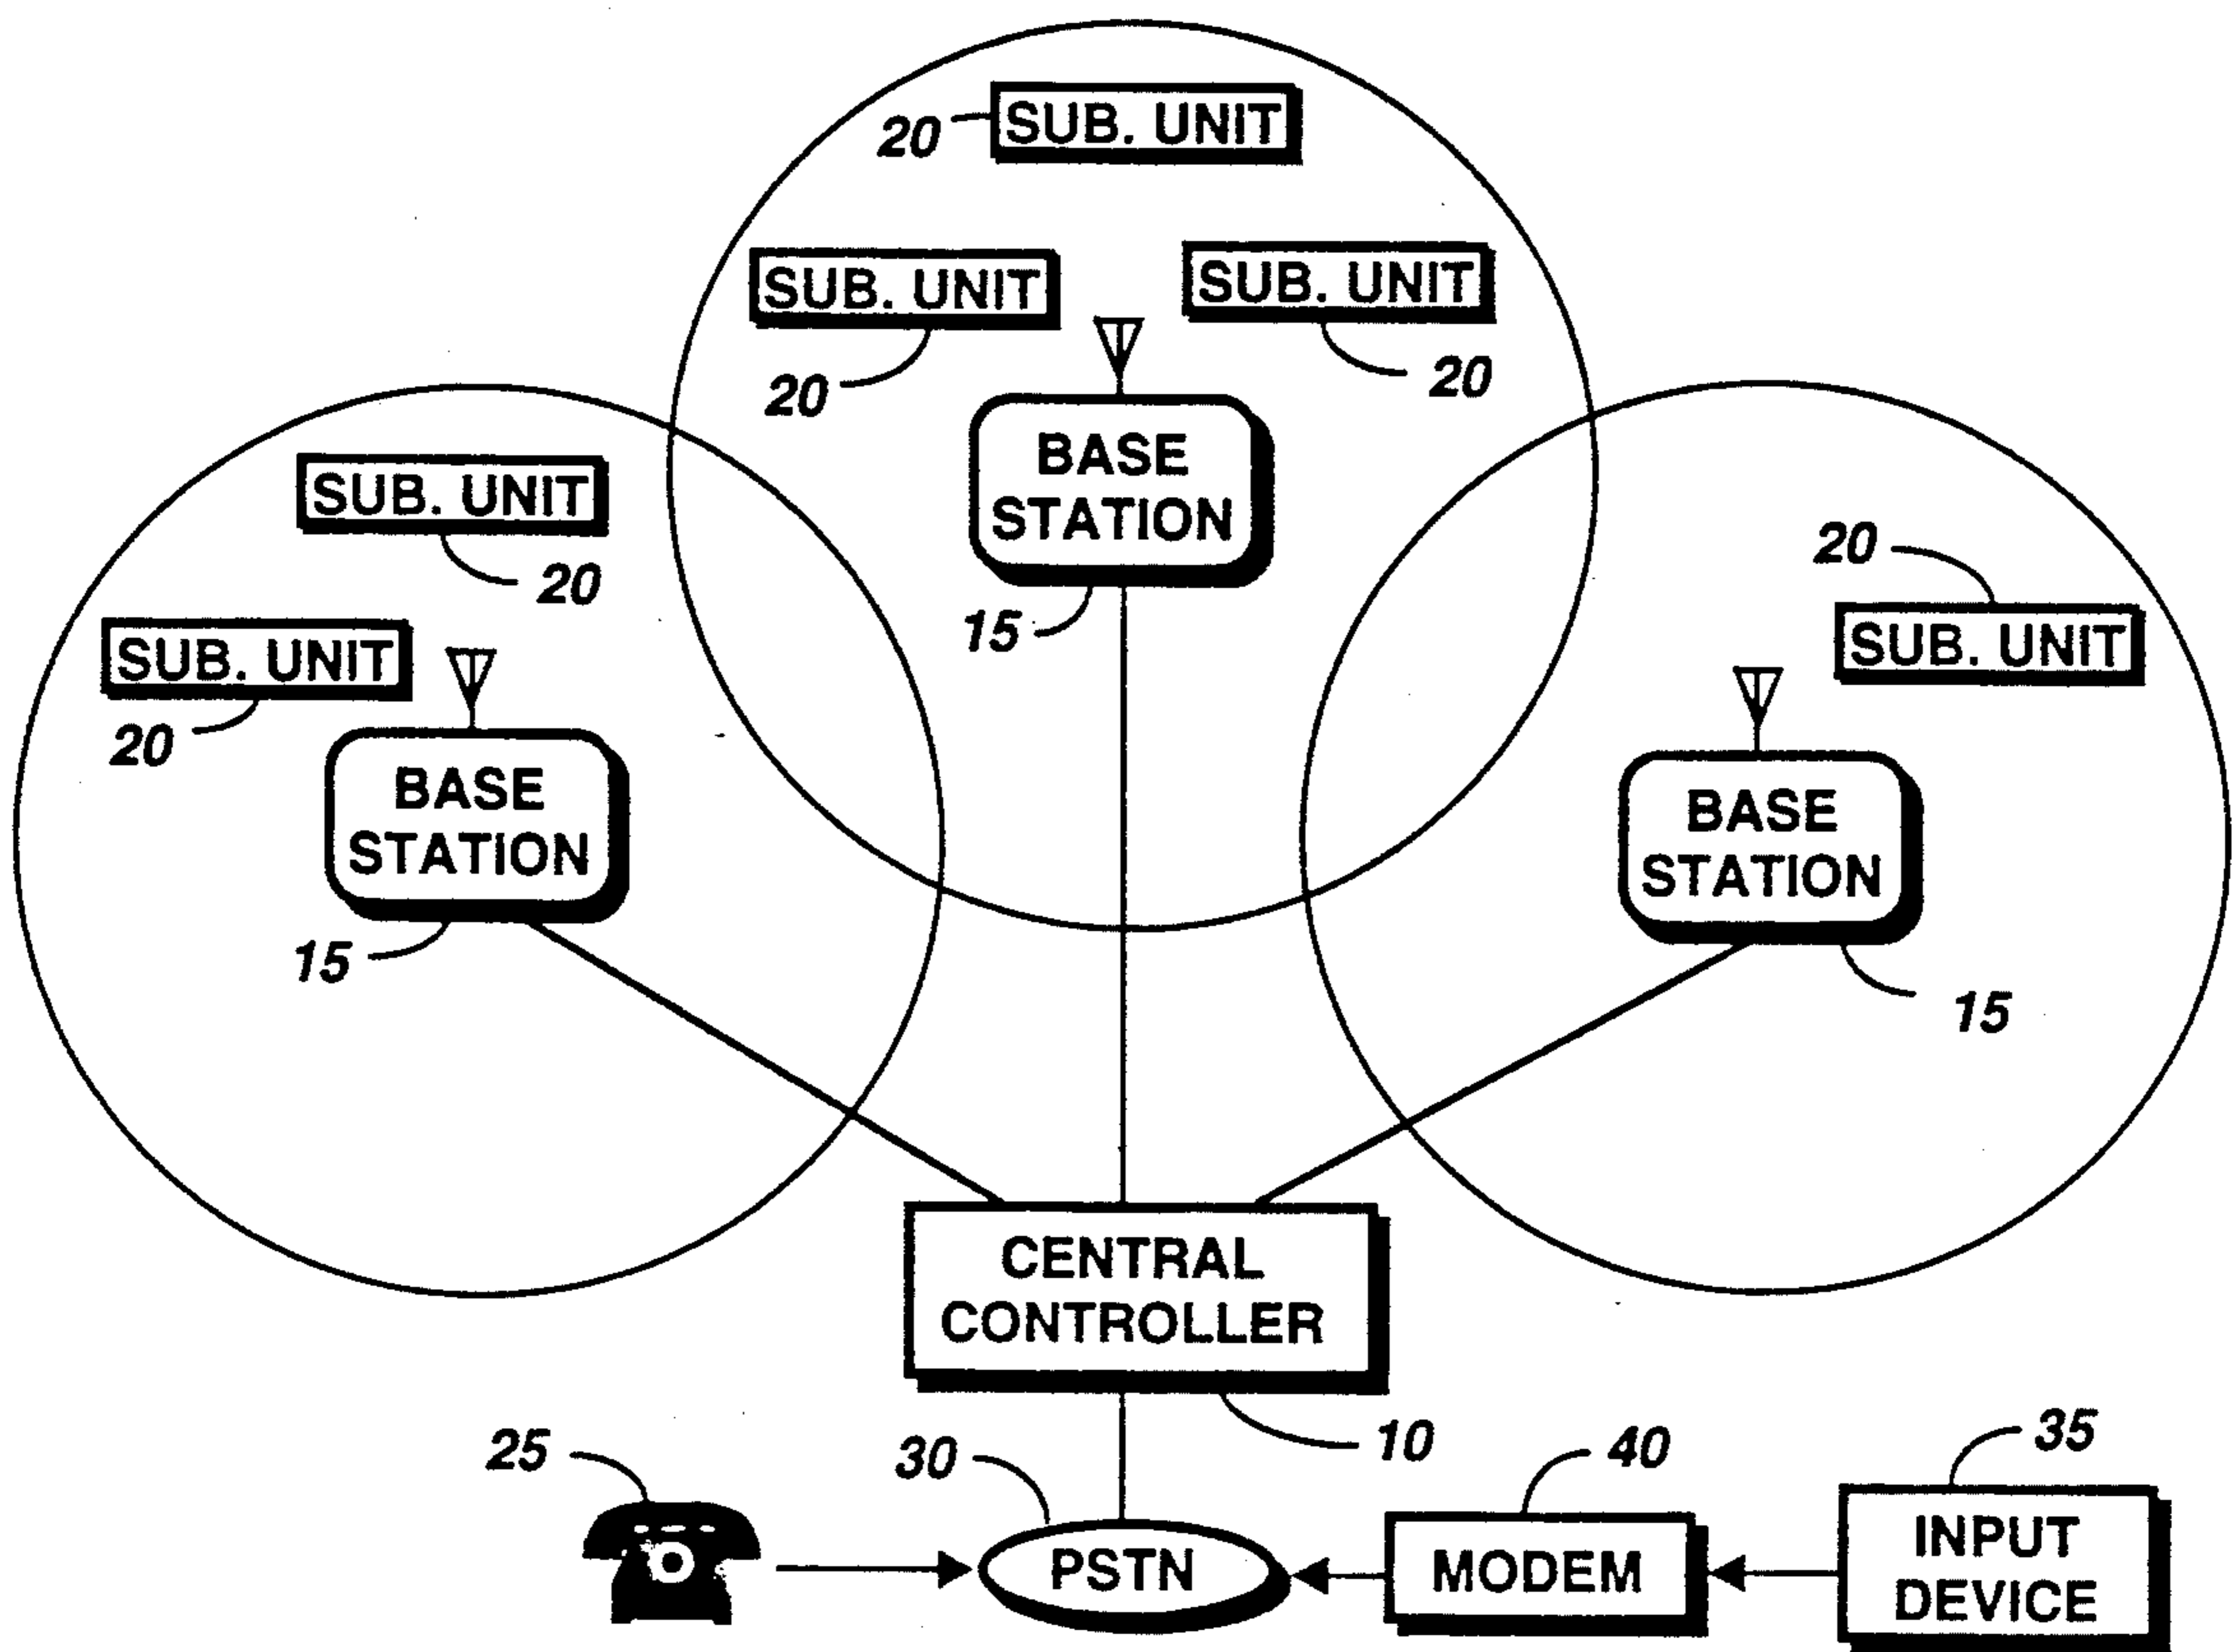 20
SUB. UNIT
SUB. UNIT
SUB. UNIT
20
20
BASE
STATION
15
SUB. UNIT
20
SUB. UNIT
20
BASE
STATION
15
20
SUB. UNIT
BASE
STATION
15
CENTRAL
CONTROLLER
10
25
30
40
35
PSTN
MODEM
INPUT
DEVICE